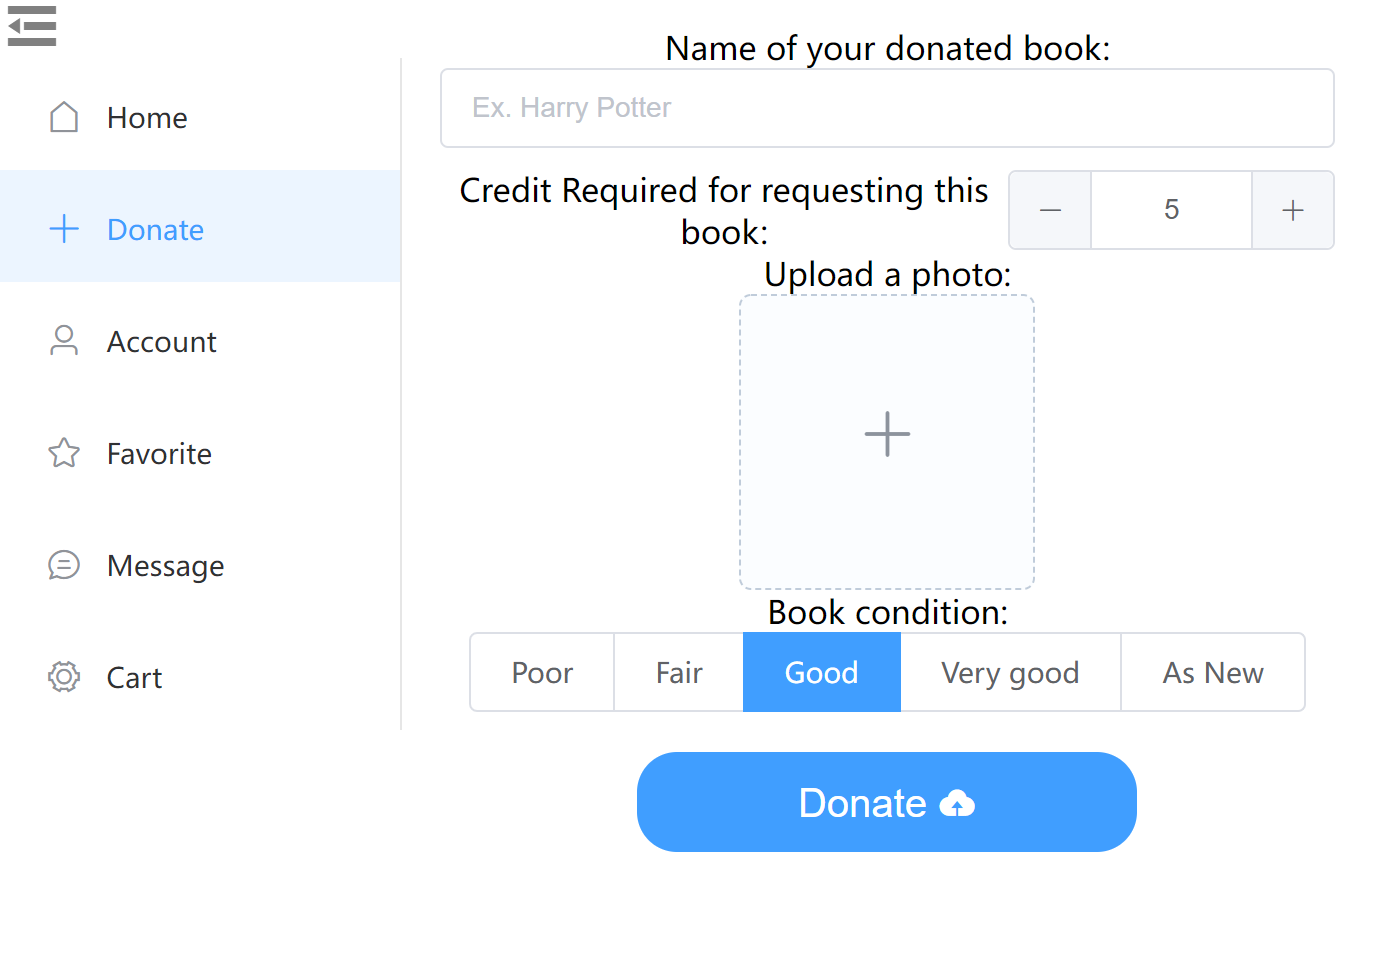 Home
Donate
Account
Favorite
Message
Cart
Name of your donated book:
Ex. Harry Potter
Credit Required for requesting this
book:
5
Upload a photo:
Book condition:
Poor
Fair
Good
Very good
As New
Donate